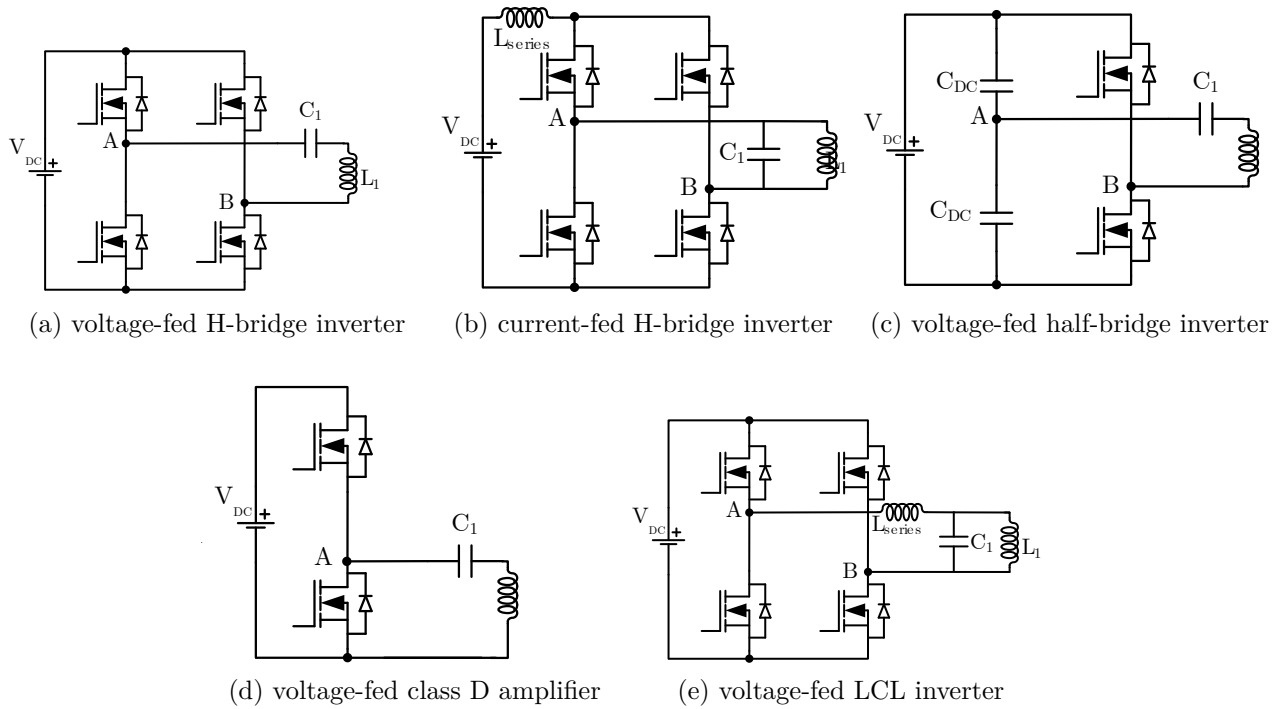 V_DC
+
A
B
C_1
L_1
(a) voltage-fed H-bridge inverter
L_series
V_DC
+
A
B
C_1
L_1
(b) current-fed H-bridge inverter
C_DC
V_DC
+
A
C_1
B
C_DC
(c) voltage-fed half-bridge inverter
V_DC
+
A
C_1
(d) voltage-fed class D amplifier
V_DC
+
A
L_series
C_1
L_1
B
(e) voltage-fed LCL inverter